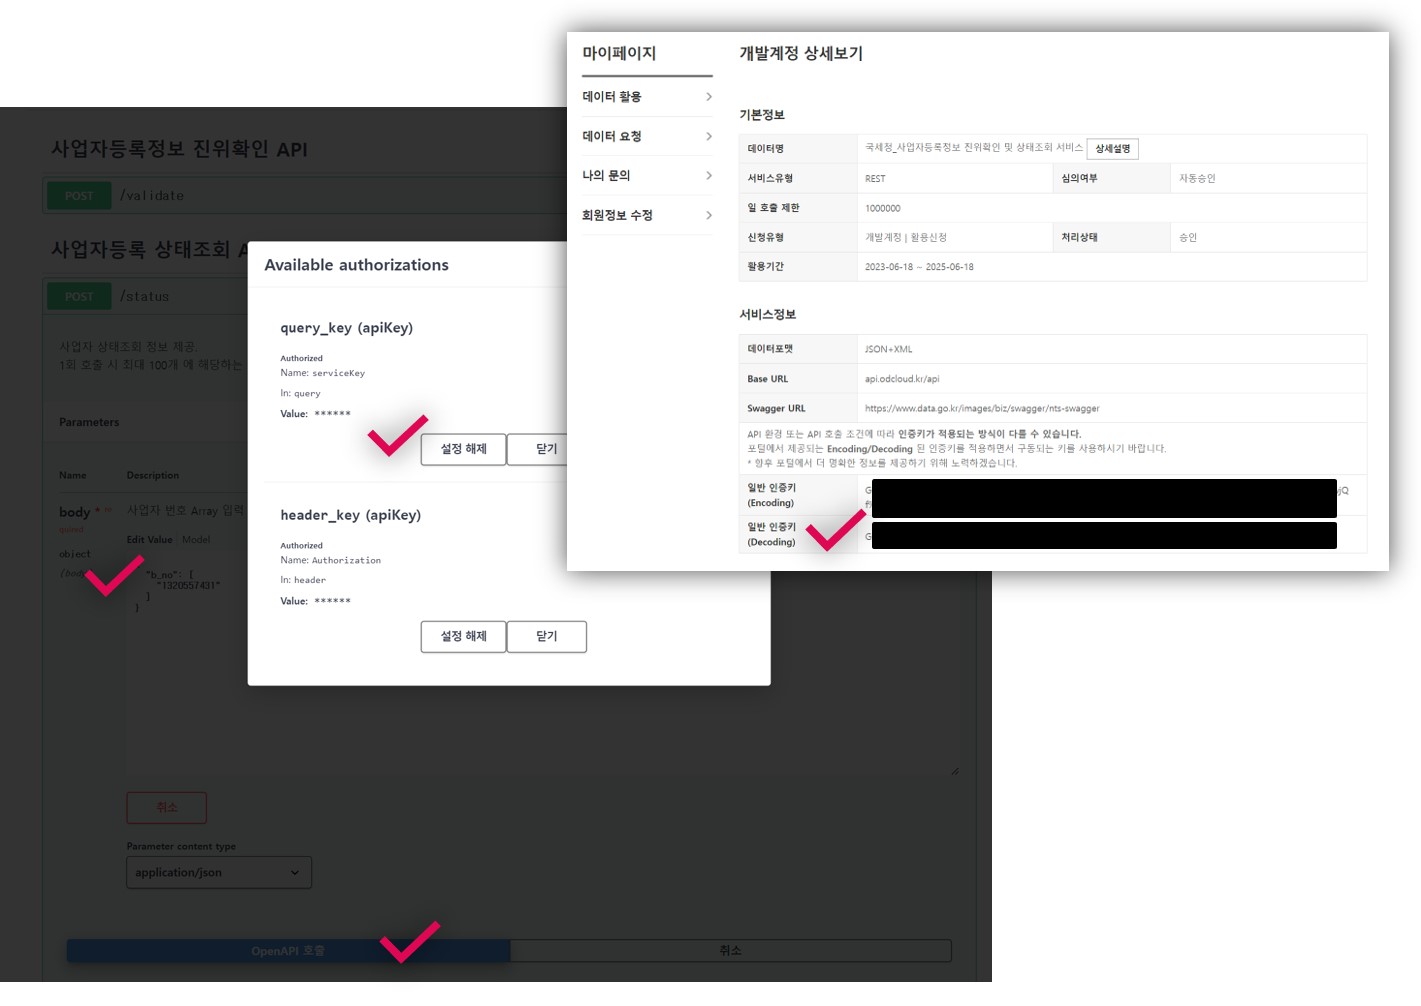 사업자등록정보 진위확인 API
POST /validate
사업자등록 상태조회 A
POST /status
사업자 상태조회 정보 제공.
1회 호출 시 최대 100개 에 해당하는
Parameters
Name Description
body * 사업자 번호 Array 입력
object
Edit Value Model
"b_no": [
"1320557431"
]
}
취소
Parameter content type
application/json
OpenAPI 호출 취소
Available authorizations
query_key (apiKey)
Authorized
Name: serviceKey
In: query
Value: ******
설정 해제 닫기
header_key (apiKey)
Authorized
Name: Authorization
In: header
Value: ******
설정 해제 닫기
마이페이지
데이터 활용
데이터 요청
나의 문의
회원정보 수정
개발계정 상세보기
기본정보
데이터명 국세청_사업자등록정보 진위확인 및 상태조회 서비스 상세설명
서비스유형 REST 심의여부 자동승인
일 호출 제한 1000000
신청유형 개발계정 | 활용신청 처리상태 승인
활용기간 2023-06-18 ~ 2025-06-18
서비스정보
데이터포맷 JSON+XML
Base URL api.odcloud.kr/api
Swagger URL https://www.data.go.kr/images/biz/swagger/nts-swagger
API 환경 또는 API 호출 조건에 따라 인증키가 적용되는 방식이 다를 수 있습니다.
포털에서 제공되는 Encoding/Decoding 된 인증키를 적용하면서 구동되는 키를 사용하시기 바랍니다.
* 향후 포털에서 더 명확한 정보를 제공하기 위해 노력하겠습니다.
일반 인증키
(Encoding)
일반 인증키
(Decoding)